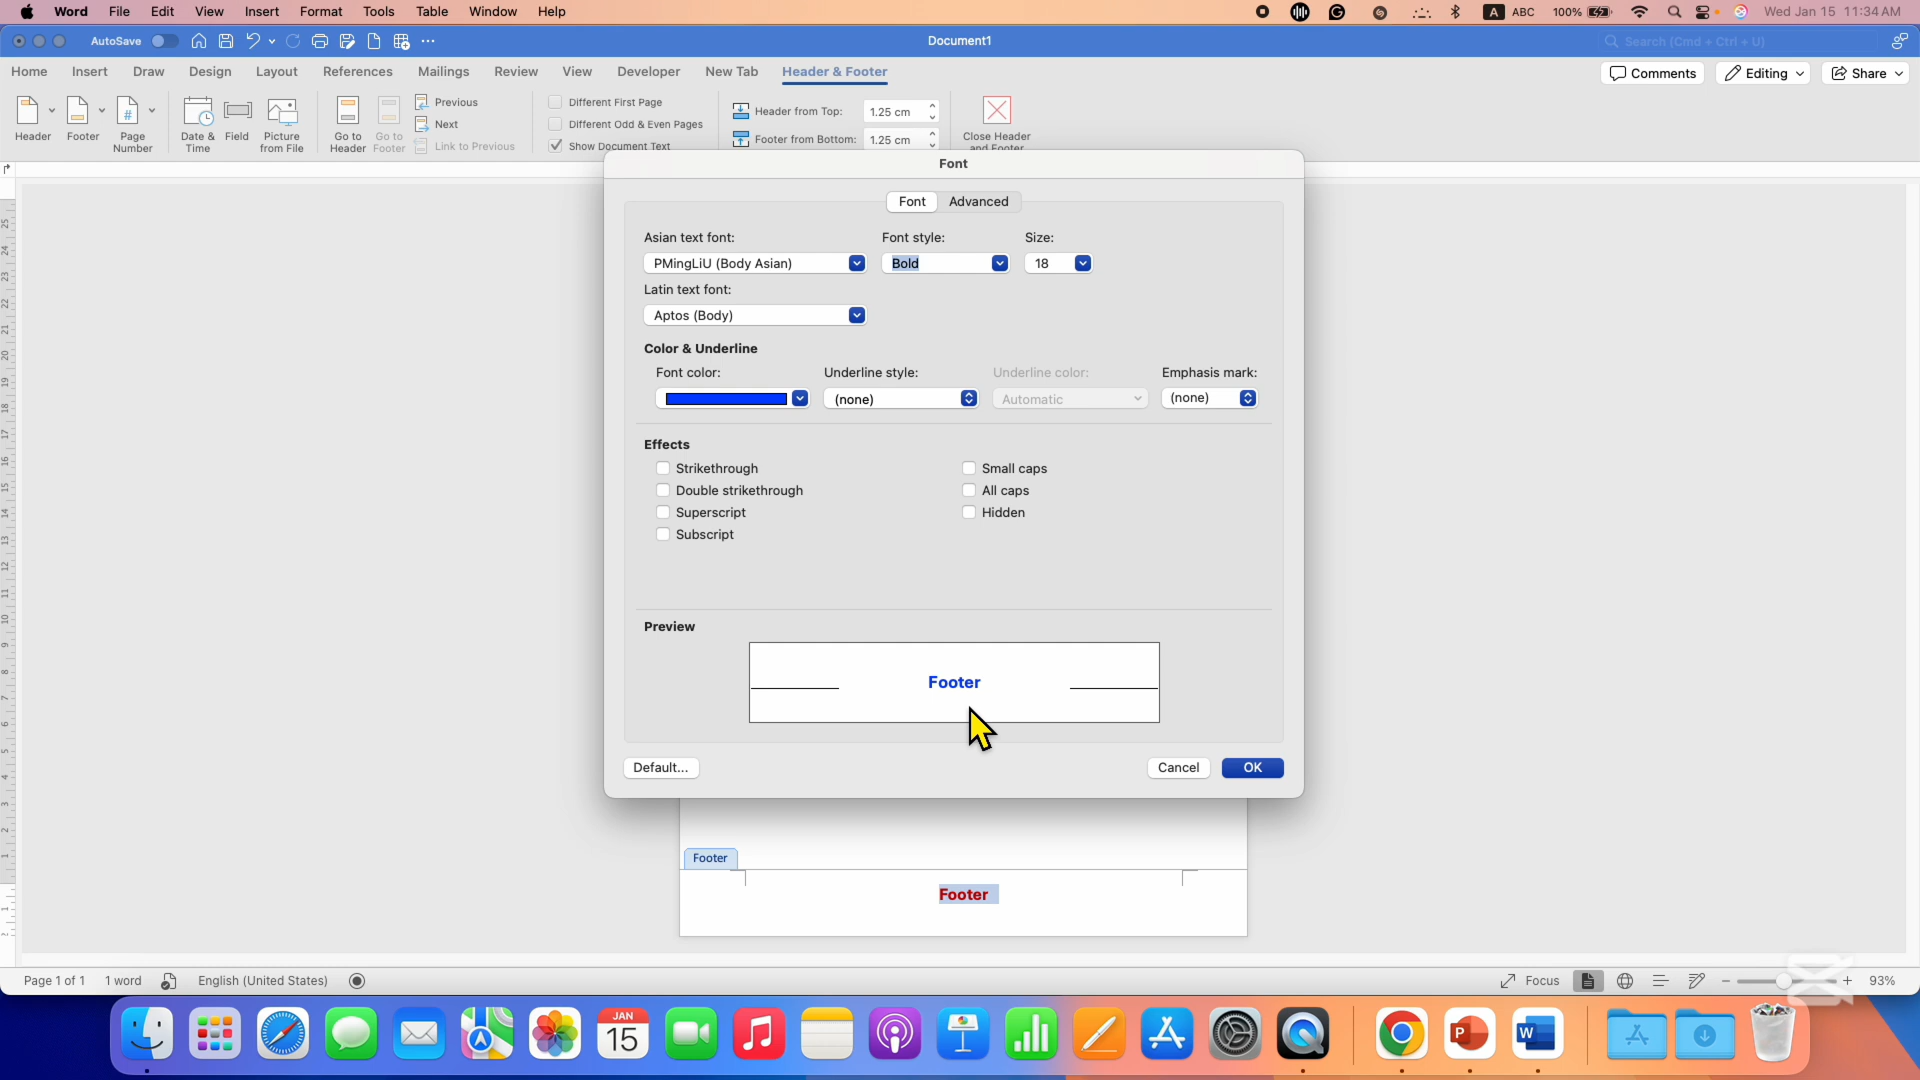 Word File Edit View Insert Format Tools Table Window Help A ABC 100% Wed Jan 15 11:34 AM
AutoSave Document1 Search (Cmd + Ctrl + U)
Home Insert Draw Design Layout References Mailings Review View Developer New Tab Header & Footer Comments Editing Share
Header Footer Page Number Date & Time Field Picture from File Go to Header Go to Footer
Previous
Next
Link to Previous
Different First Page
Different Odd & Even Pages
Show Document Text
Header from Top: 1.25 cm
Footer from Bottom: 1.25 cm
Close Header
and Footer
Font
Font Advanced
Asian text font: Font style: Size:
PMingLiU (Body Asian) Bold 18
Latin text font:
Aptos (Body)
Color & Underline
Font color: Underline style: Underline color: Emphasis mark:
(none) Automatic (none)
Effects
Strikethrough Small caps
Double strikethrough All caps
Superscript Hidden
Subscript
Preview
Footer
Default... Cancel OK
Footer
Footer
Page 1 of 1 1 word English (United States) Focus 93%
JAN
15
P W